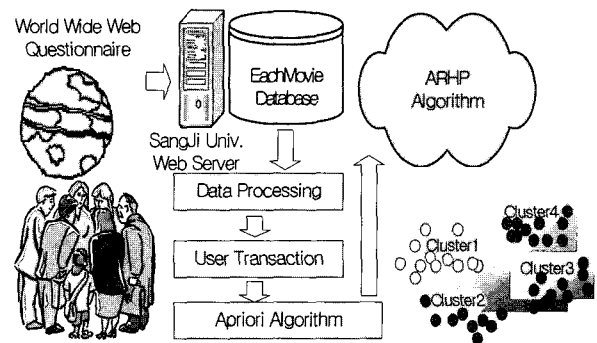 World Wide Web
Questionnaire
EachMovie
Database
SangJi Univ.
Web Server
ARHP
Algorithm
Data Processing
User Transaction
Apriori Algorithm
Cluster4
Cluster1
Cluster3
Cluster2